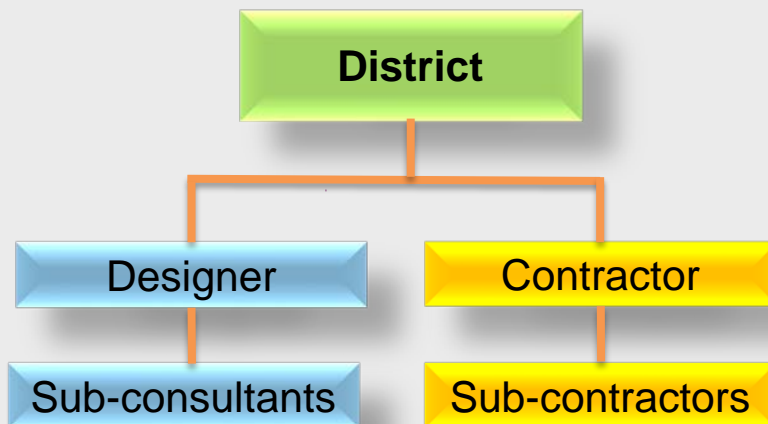 District
Designer
Contractor
Sub-consultants
Sub-contractors